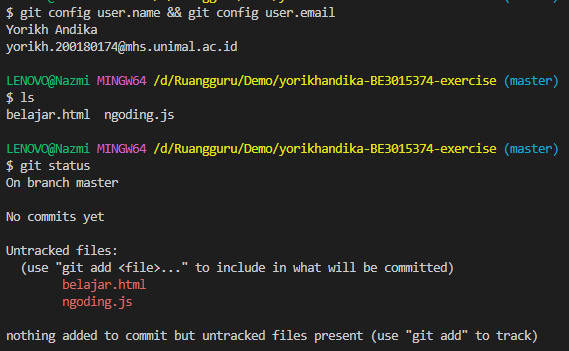 $ git config user.name && git config user.email
Yorikh Andika
yorikh.200180174@mhs.unimal.ac.id
LENOVO@Nazmi MINGW64 /d/Ruangguru/Demo/yorikhandika-BE3015374-exercise (master)
$ ls
belajar.html  ngoding.js
LENOVO@Nazmi MINGW64 /d/Ruangguru/Demo/yorikhandika-BE3015374-exercise (master)
$ git status
On branch master
No commits yet
Untracked files:
  (use "git add <file>..." to include in what will be committed)
        belajar.html
        ngoding.js
nothing added to commit but untracked files present (use "git add" to track)